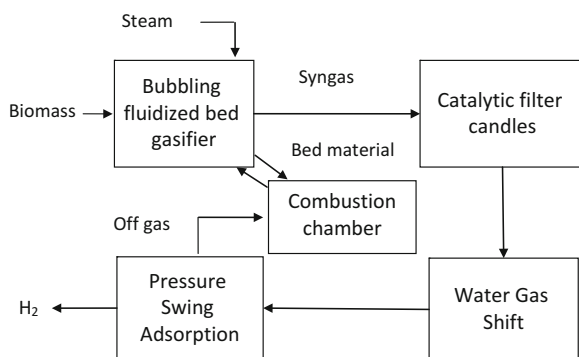 Steam
Bubbling
fluidized bed
gasifier
Biomass
Syngas
Catalytic filter
candles
Bed material
Combustion
chamber
Off gas
Pressure
Swing
Adsorption
Water Gas
Shift
H₂